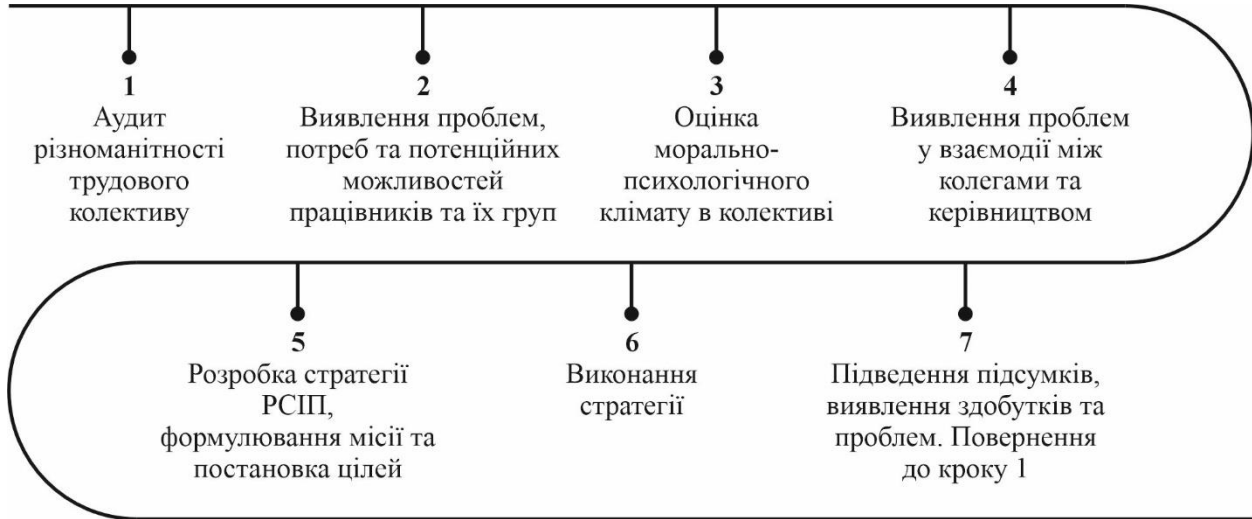 1
Аудит
різноманітності
трудового
колективу
2
Виявлення проблем,
потреб та потенційних
можливостей
працівників та їх груп
3
Оцінка
морально-
психологічного
клімату в колективі
4
Виявлення проблем
у взаємодії між
колегами та
керівництвом
5
Розробка стратегії
РСІП,
формулювання місії та
постановка цілей
6
Виконання
стратегії
7
Підведення підсумків,
виявлення здобутків та
проблем. Повернення
до кроку 1